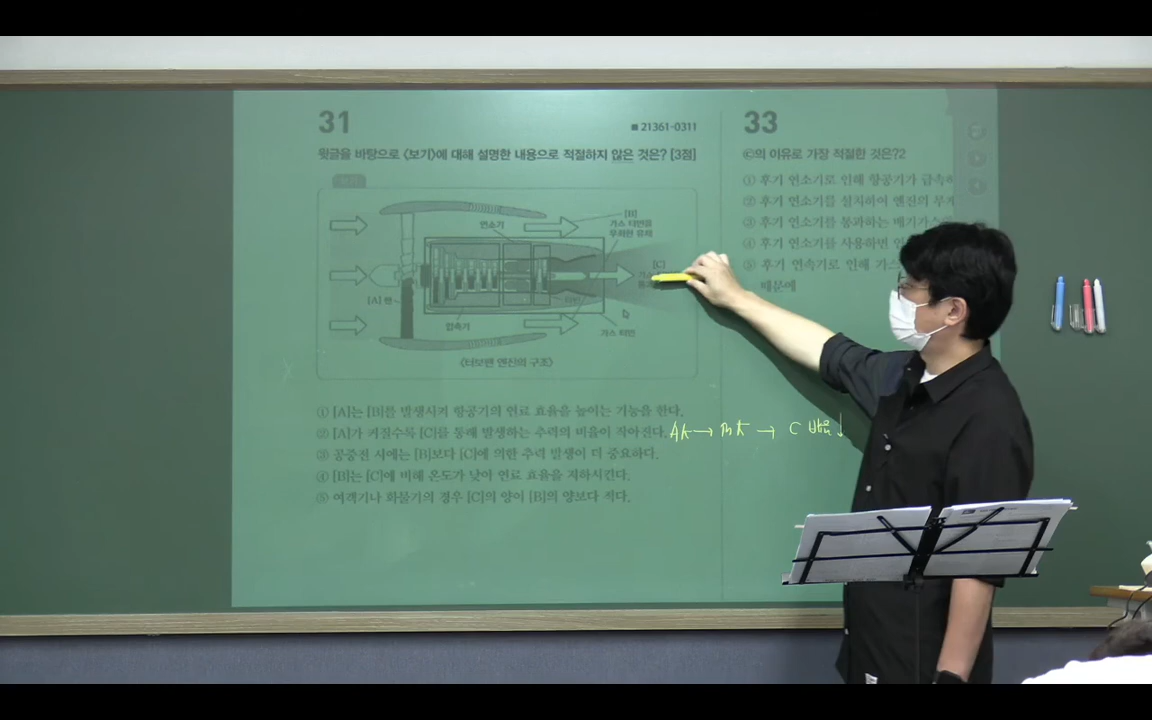 31
■ 21361-0311
윗글을 바탕으로 <보기>에 대해 설명한 내용으로 적절하지 않은 것은? [3점]
보기
연소기
[B]
가스 터빈을
우회한 기류
[C]
[A] 팬
터빈
압축기
가스 터빈
<터보팬 엔진의 구조>
① [A]는 [B]를 발생시켜 항공기의 연료 효율을 높이는 기능을 한다.
② [A]가 커질수록 [C]를 통해 발생하는 추력의 비율이 작아진다.
③ 공중전 시에는 [B]보다 [C]에 의한 추력 발생이 더 중요하다.
④ [B]는 [C]에 비해 온도가 낮아 연료 효율을 저하시킨다.
⑤ 여객기나 화물기의 경우 [C]의 양이 [B]의 양보다 적다.
→ → C 비율↓
33
©의 이유로 가장 적절한 것은?2
① 후기 연소기로 인해 항공기가 급속히
② 후기 연소기를 설치하여 엔진의 무게
③ 후기 연소기를 통과하는 배기가스
④ 후기 연소기를 사용하면
⑤ 후기 연속기로 인해 가스
때문에